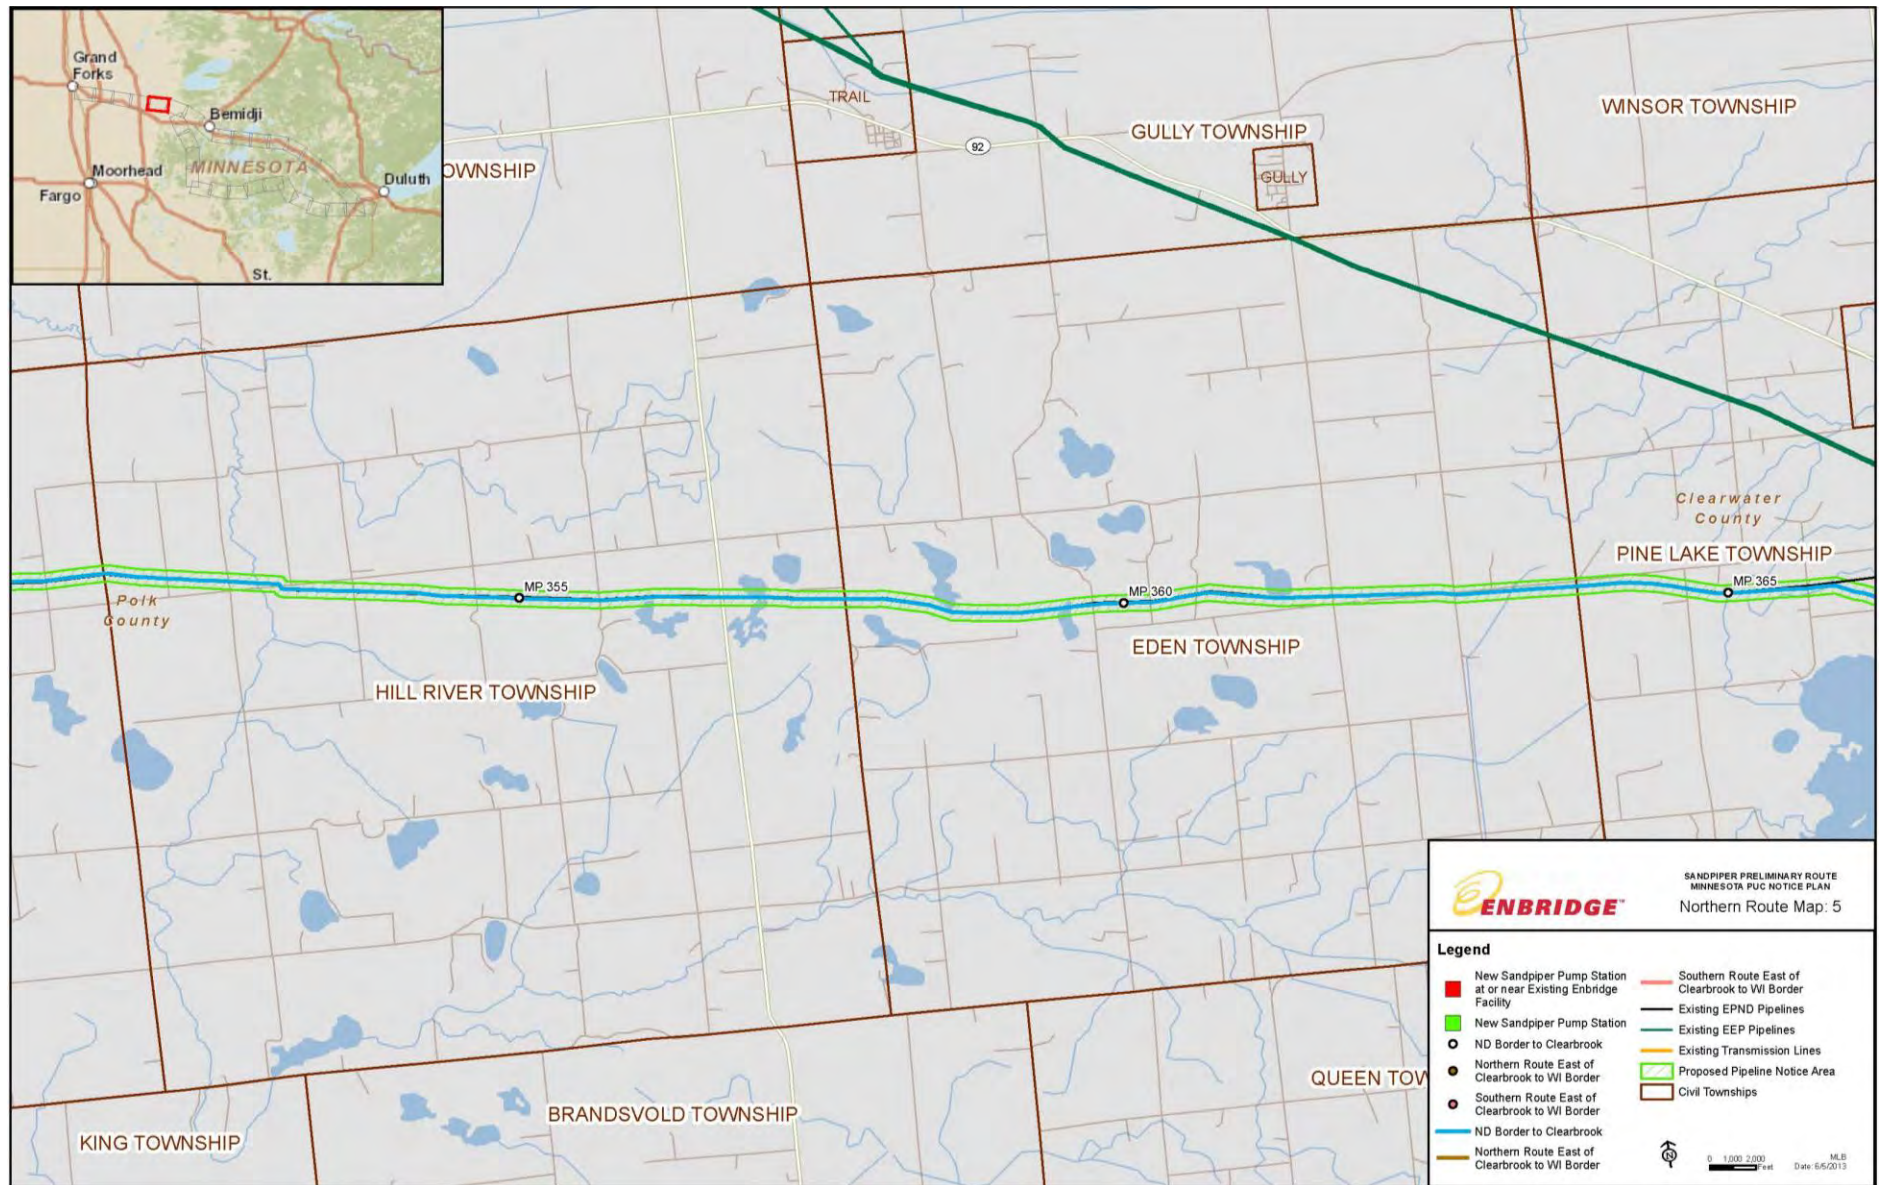 Grand
Forks
Bemidji
MINNESOTA
Moorhead
Fargo
Duluth
St.
OWNSHIP
TRAIL
92
GULLY TOWNSHIP
GULLY
WINSOR TOWNSHIP
Clearwater
County
PINE LAKE TOWNSHIP
MP 355
MP 360
MP 365
Polk
County
EDEN TOWNSHIP
HILL RIVER TOWNSHIP
QUEEN TOW
BRANDSVOLD TOWNSHIP
KING TOWNSHIP
ENBRIDGE™
SANDPIPER PRELIMINARY ROUTE
MINNESOTA PUC NOTICE PLAN
Northern Route Map: 5
Legend
New Sandpiper Pump Station
at or near Existing Enbridge
Facility
New Sandpiper Pump Station
ND Border to Clearbrook
Northern Route East of
Clearbrook to WI Border
Southern Route East of
Clearbrook to WI Border
ND Border to Clearbrook
Northern Route East of
Clearbrook to WI Border
Southern Route East of
Clearbrook to WI Border
Existing EPND Pipelines
Existing EEP Pipelines
Existing Transmission Lines
Proposed Pipeline Notice Area
Civil Townships
N
0 1,000 2,000
Feet
MLB
Date: 6/5/2013